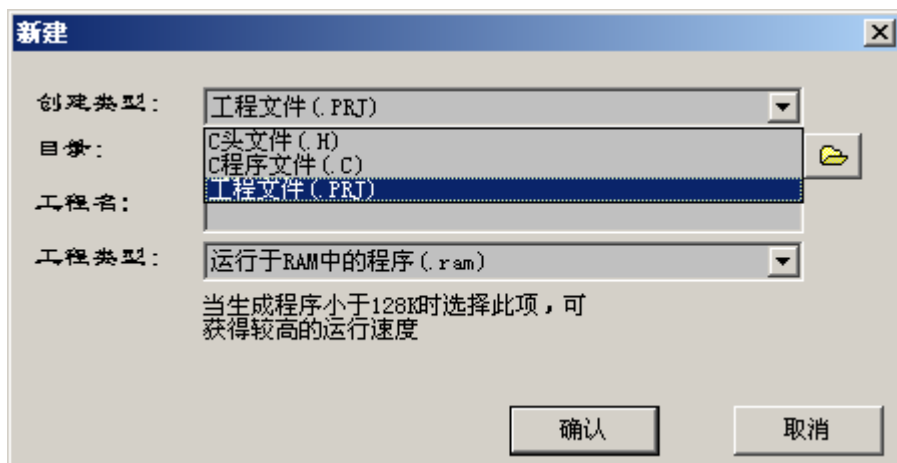 新建
创建类型:
工程文件(.PRJ)
目录:
C头文件(.H)
C程序文件(.C)
工程文件(.PRJ)
工程名:
工程类型:
运行于RAM中的程序(.ram)
当生成程序小于128K时选择此项，可
获得较高的运行速度
确认
取消